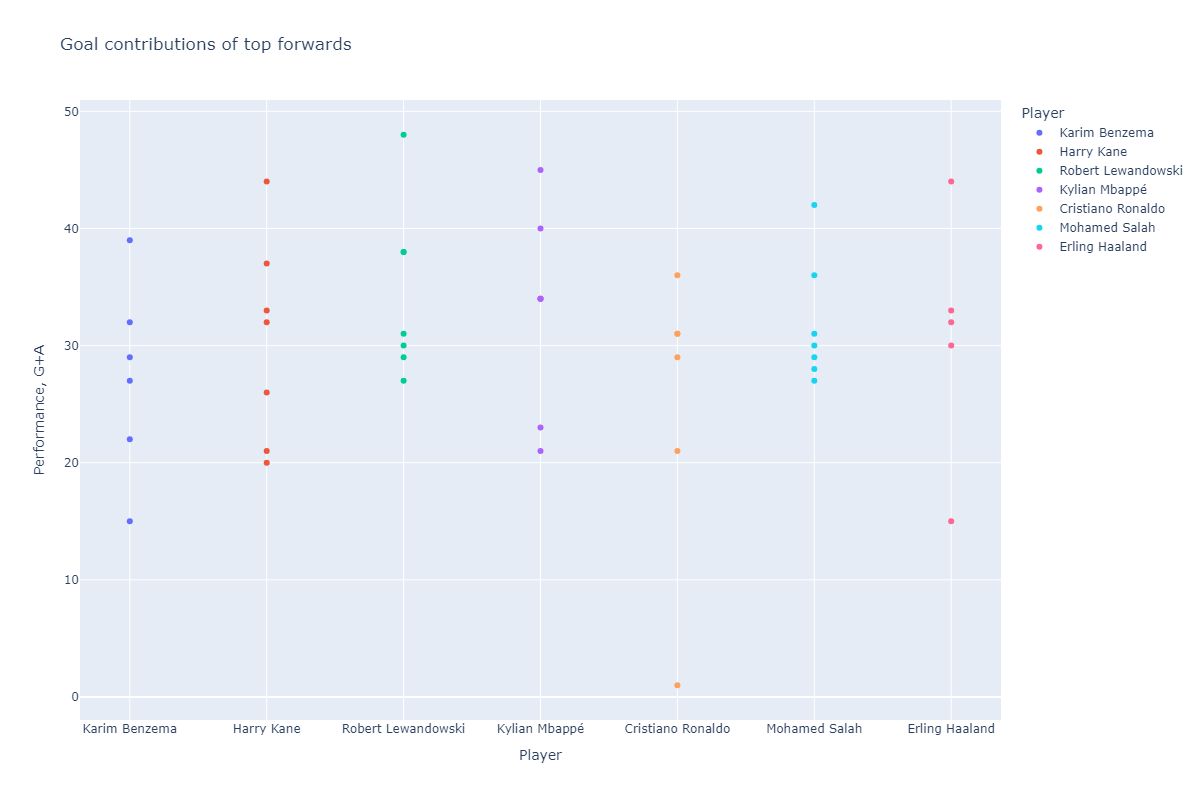 Goal contributions of top forwards
Performance, G+A
50
40
30
20
10
0
Karim Benzema
Harry Kane
Robert Lewandowski
Kylian Mbappé
Cristiano Ronaldo
Mohamed Salah
Erling Haaland
Player
Player
Karim Benzema
Harry Kane
Robert Lewandowski
Kylian Mbappé
Cristiano Ronaldo
Mohamed Salah
Erling Haaland